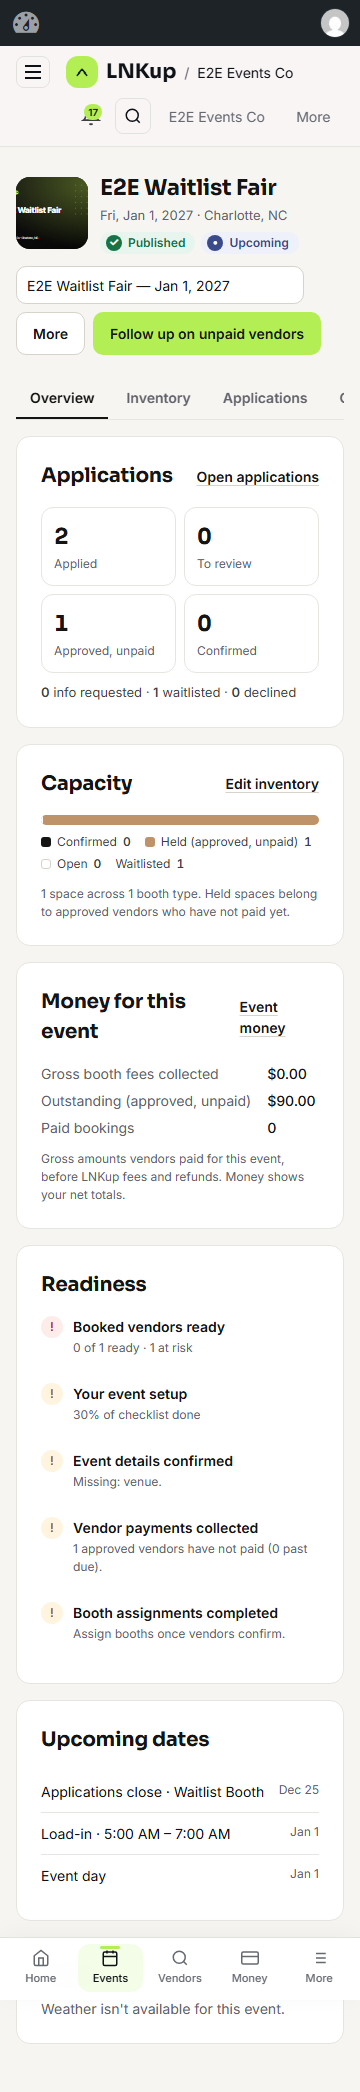 LNKup / E2E Events Co
17
E2E Events Co
More
Waitlist Fair
E2E Waitlist Fair
Fri, Jan 1, 2027 · Charlotte, NC
Published
Upcoming
E2E Waitlist Fair — Jan 1, 2027
More
Follow up on unpaid vendors
Overview
Inventory
Applications
Applications
Open applications
2
Applied
0
To review
1
Approved, unpaid
0
Confirmed
0 info requested · 1 waitlisted · 0 declined
Capacity
Edit inventory
Confirmed 0
Held (approved, unpaid) 1
Open 0
Waitlisted 1
1 space across 1 booth type. Held spaces belong
to approved vendors who have not paid yet.
Money for this
event
Event
money
Gross booth fees collected
$0.00
Outstanding (approved, unpaid)
$90.00
Paid bookings
0
Gross amounts vendors paid for this event,
before LNKup fees and refunds. Money shows
your net totals.
Readiness
!
Booked vendors ready
0 of 1 ready · 1 at risk
!
Your event setup
30% of checklist done
!
Event details confirmed
Missing: venue.
!
Vendor payments collected
1 approved vendors have not paid (0 past
due).
!
Booth assignments completed
Assign booths once vendors confirm.
Upcoming dates
Applications close · Waitlist Booth
Dec 25
Load-in · 5:00 AM – 7:00 AM
Jan 1
Event day
Jan 1
Home
Events
Vendors
Money
More
Weather isn't available for this event.